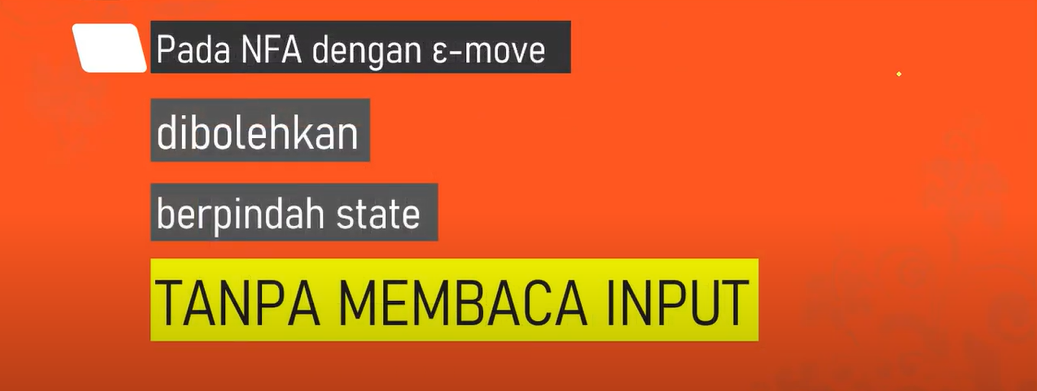 Pada NFA dengan ε-move
dibolehkan
berpindah state
TANPA MEMBACA INPUT